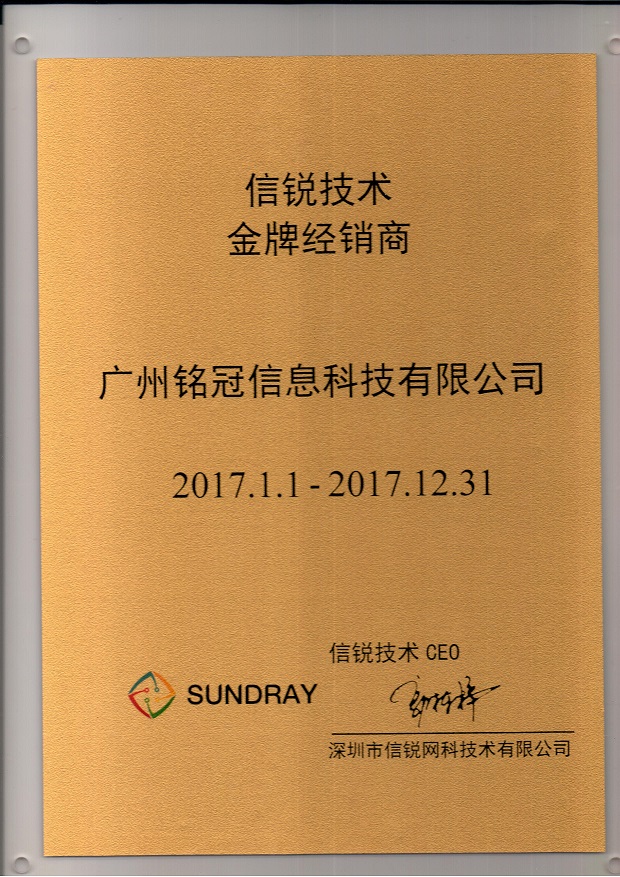 信锐技术
金牌经销商
广州铭冠信息科技有限公司
2017.1.1 - 2017.12.31
信锐技术 CEO
SUNDRAY
深圳市信锐网科技术有限公司